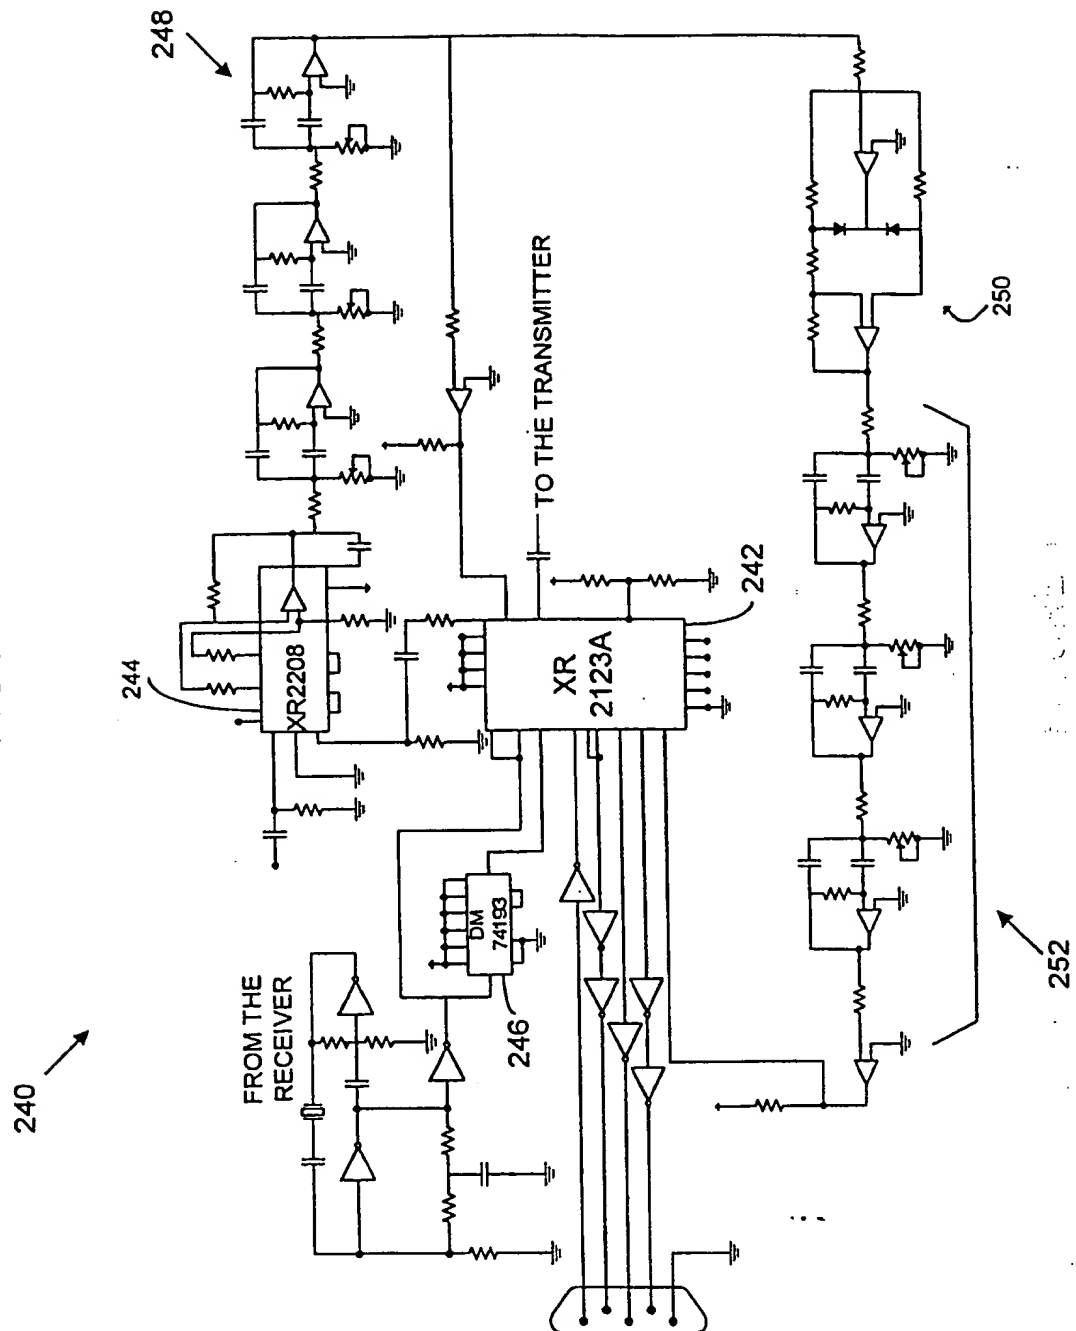 240
248
244
XR2208
FROM THE
RECEIVER
TO THE TRANSMITTER
XR
2123A
242
DM
74193
246
250
252